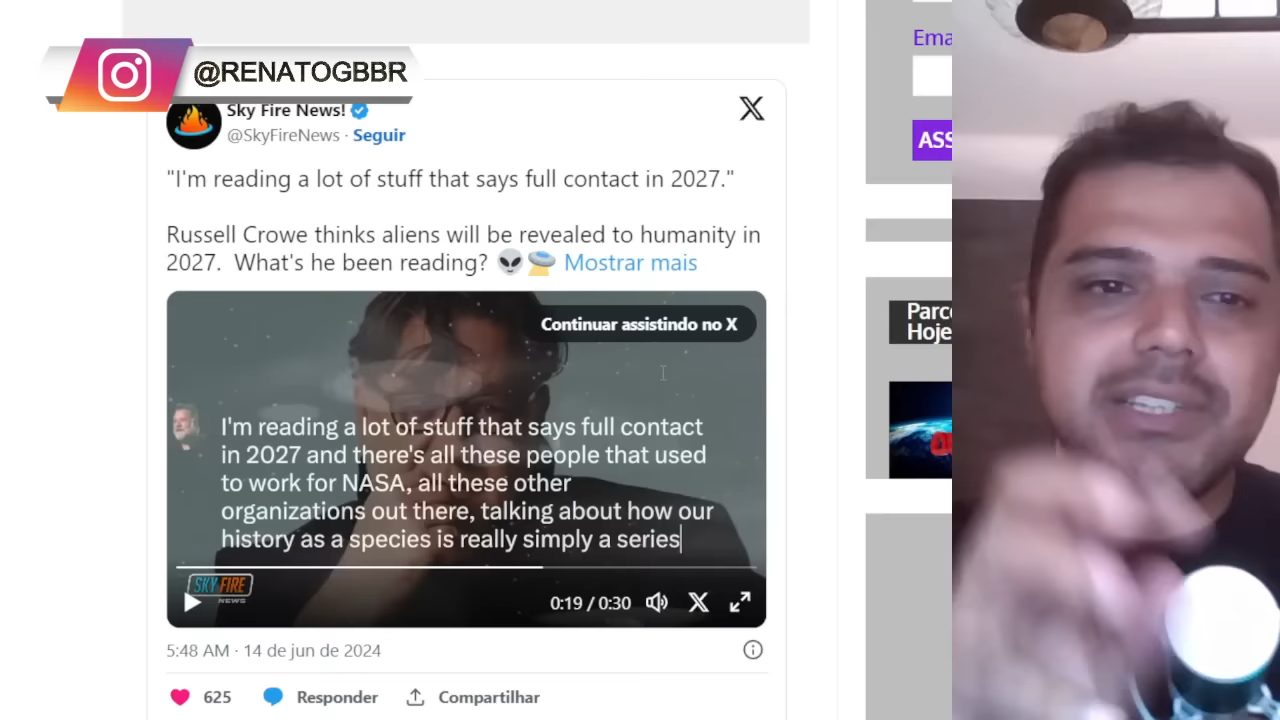 @RENATOGBBR
Sky Fire News!
@SkyFireNews · Seguir
"I'm reading a lot of stuff that says full contact in 2027."
Russell Crowe thinks aliens will be revealed to humanity in
2027. What's he been reading? 👽🛸 Mostrar mais
Continuar assistindo no X
I'm reading a lot of stuff that says full contact
in 2027 and there's all these people that used
to work for NASA, all these other
organizations out there, talking about how our
history as a species is really simply a series
SKY FIRE
NEWS
0:19 / 0:30
5:48 AM · 14 de jun de 2024
625
Responder
Compartilhar
Ema
ASS
Parc
Hoje